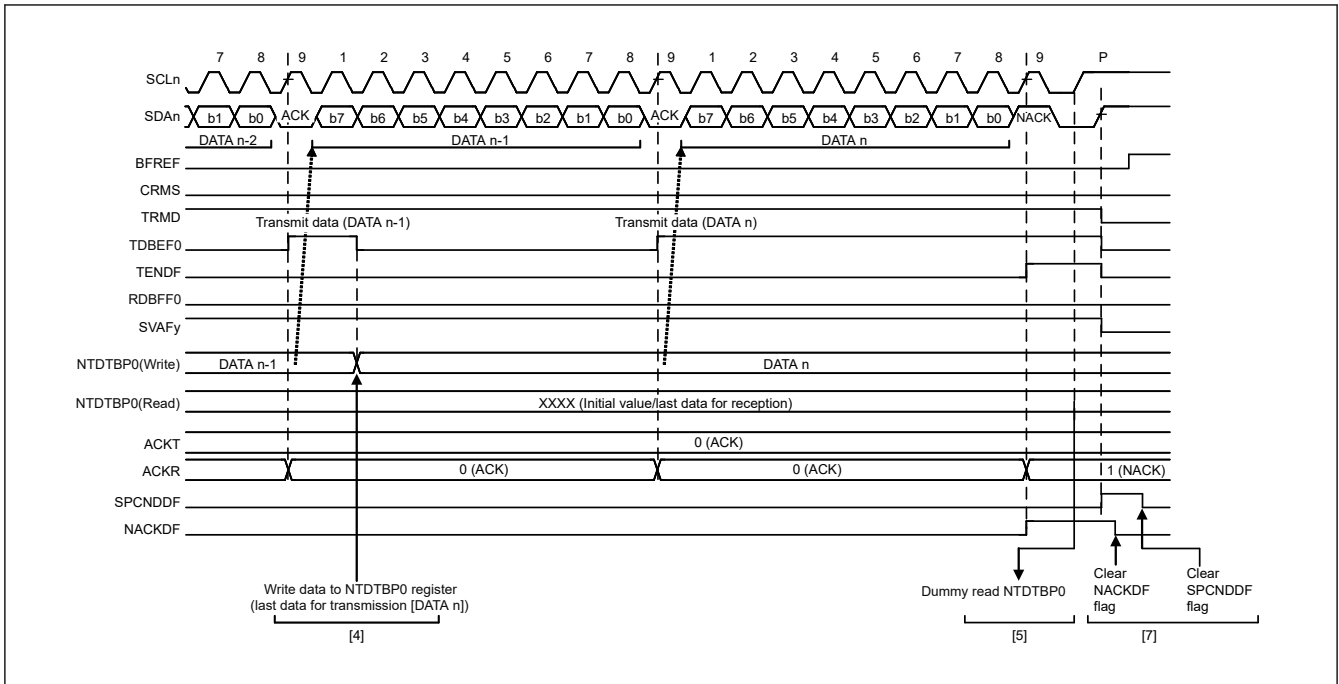 7 8 9 1 2 3 4 5 6 7 8 9 1 2 3 4 5 6 7 8 9 P
SCLn
SDAn b1 b0 ACK b7 b6 b5 b4 b3 b2 b1 b0 ACK b7 b6 b5 b4 b3 b2 b1 b0 NACK
DATA n-2 DATA n-1 DATA n
BFREF
CRMS
TRMD
Transmit data (DATA n-1) Transmit data (DATA n)
TDBEF0
TENDF
RDBFF0
SVAFy
NTDTBP0(Write) DATA n-1 DATA n
NTDTBP0(Read) XXXX (Initial value/last data for reception)
ACKT 0 (ACK)
ACKR 0 (ACK) 0 (ACK) 1 (NACK)
SPCNDDF
NACKDF
Write data to NTDTBP0 register
(last data for transmission [DATA n])
[4]
Dummy read NTDTBP0
[5]
Clear
NACKDF
flag
Clear
SPCNDDF
flag
[7]